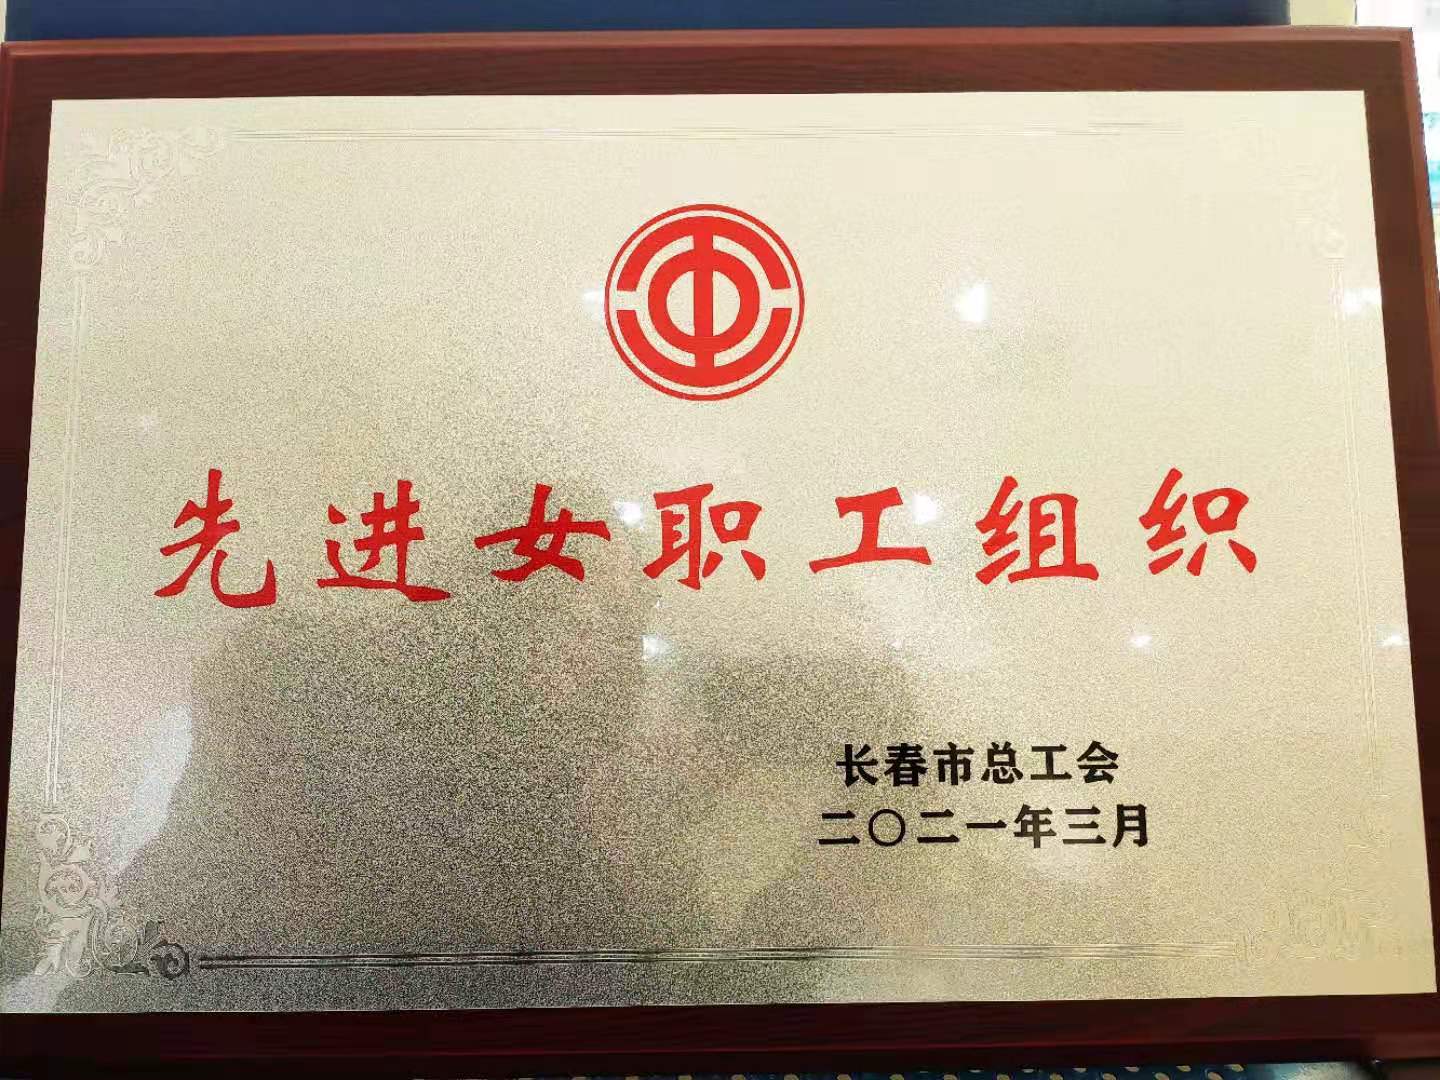 先进女职工组织
长春市总工会
二〇二一年三月